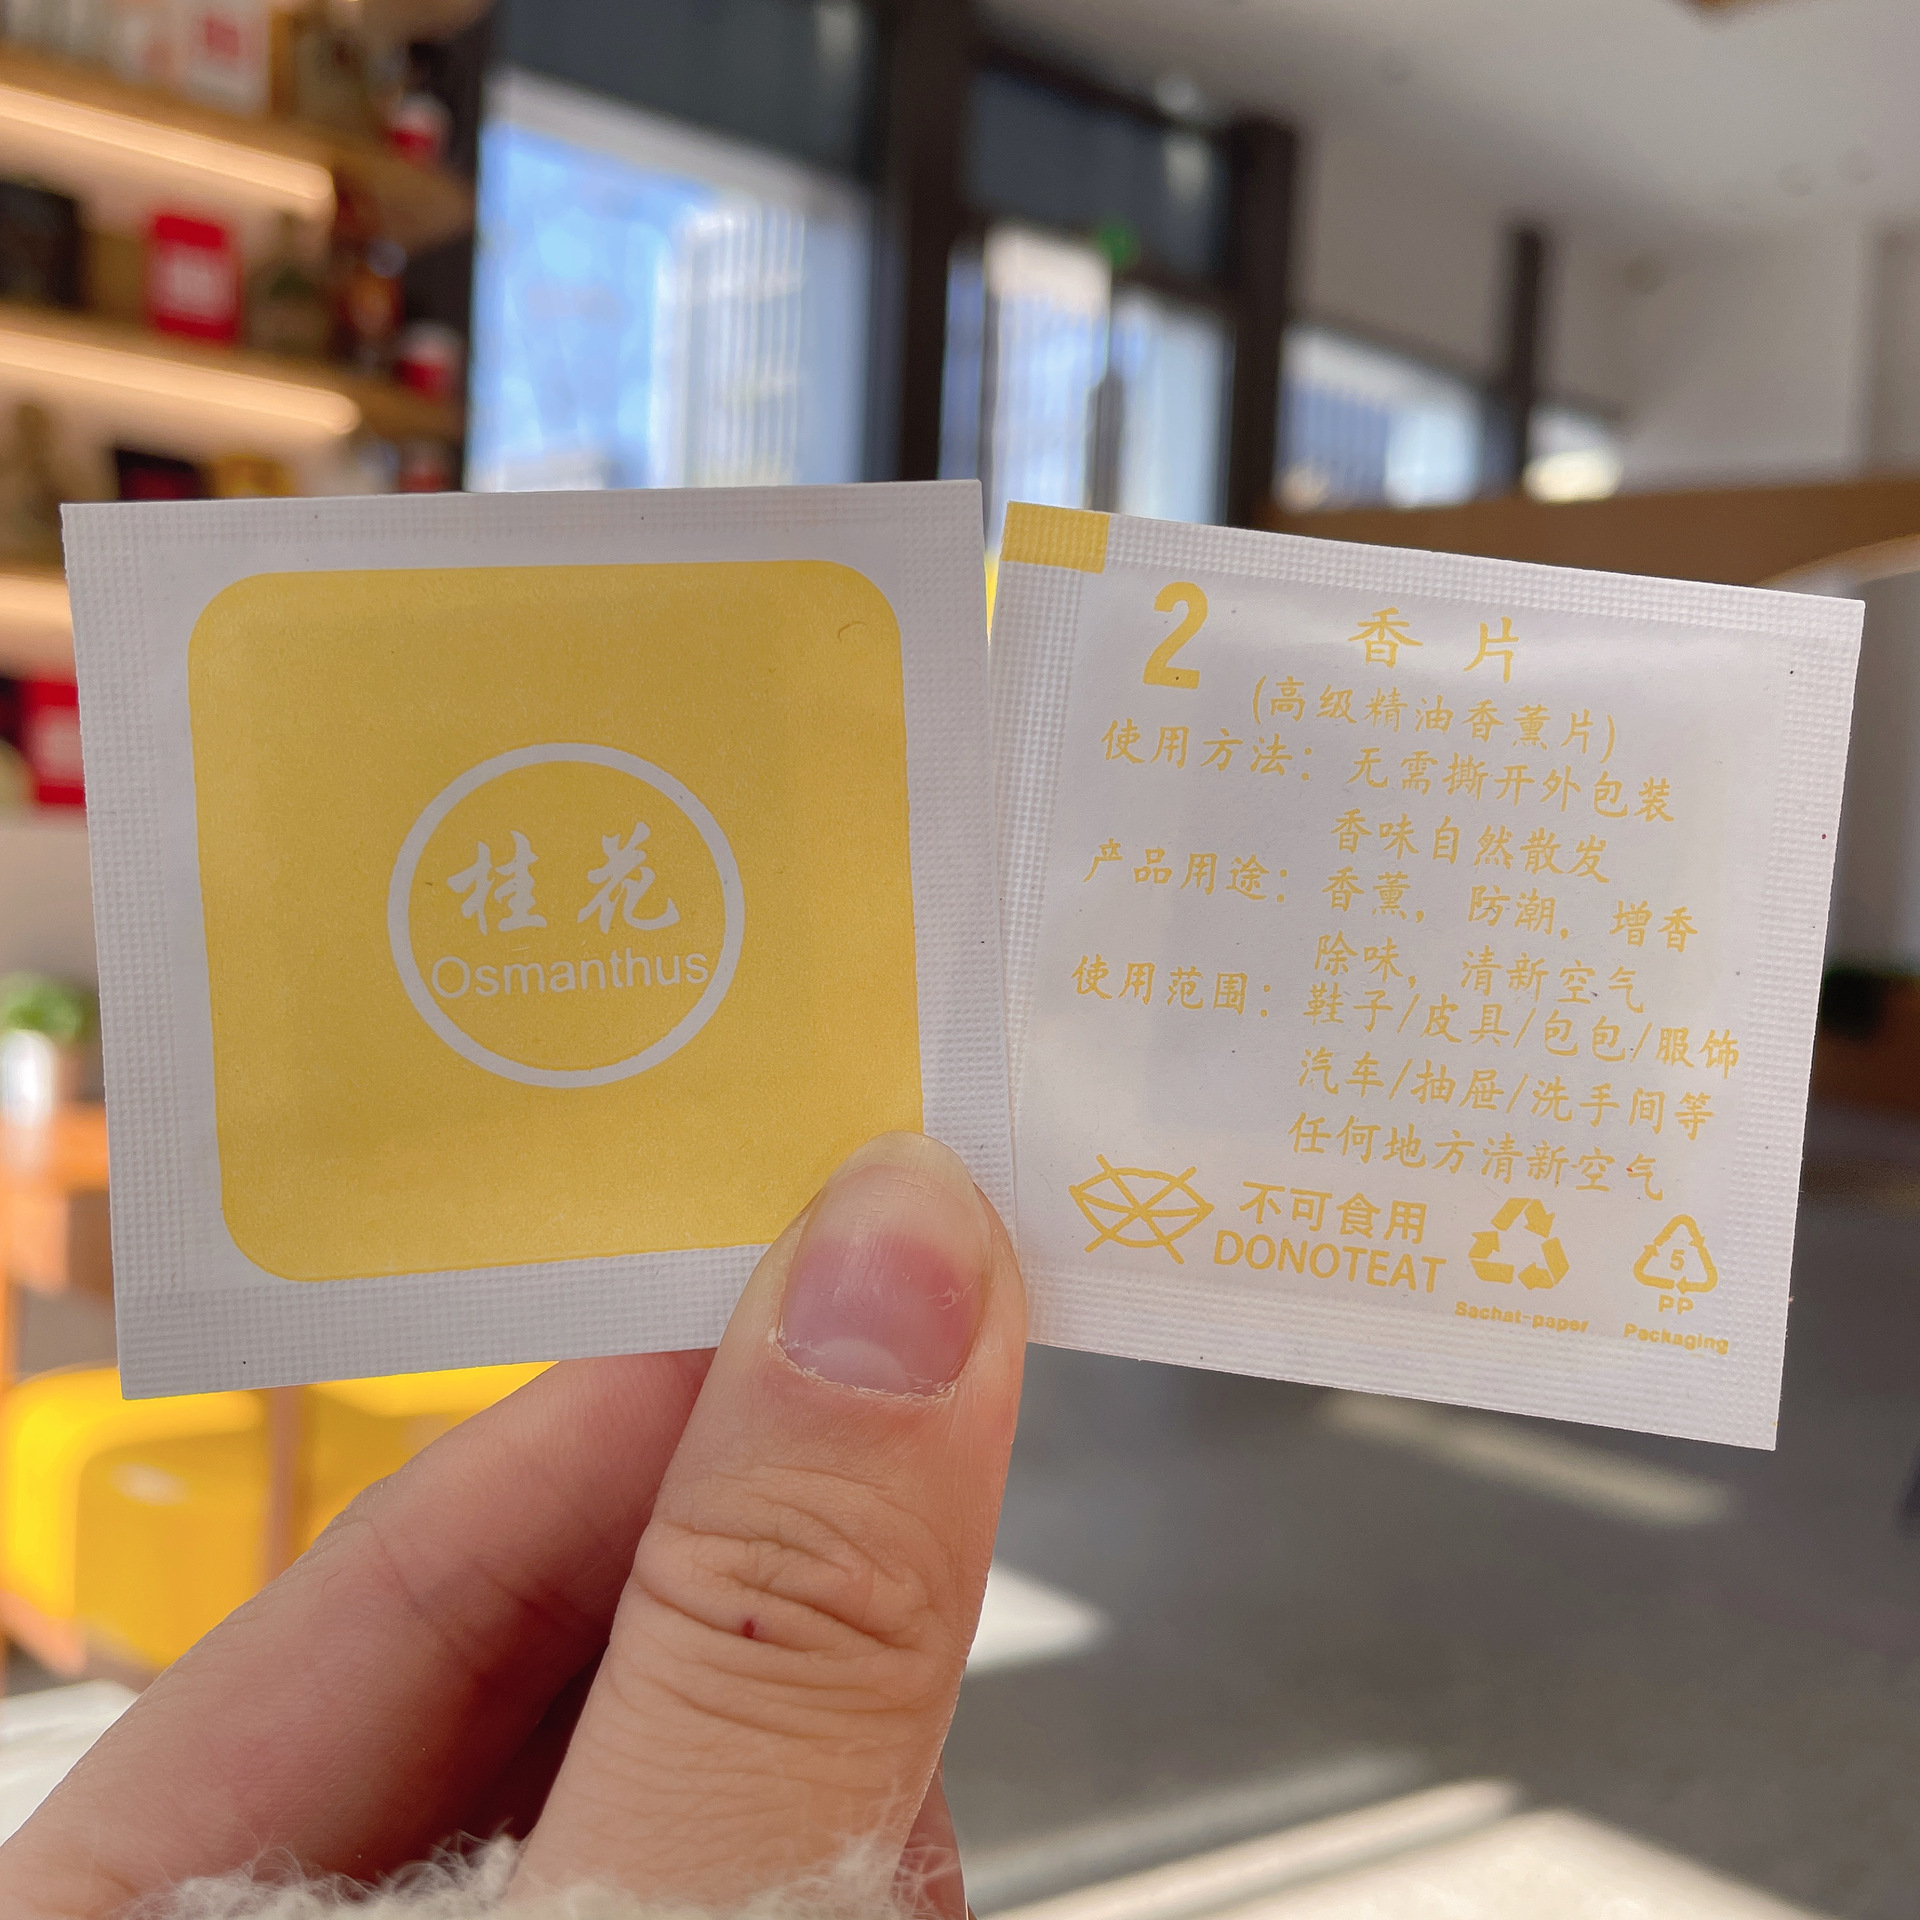 桂花
Osmanthus
2
香片
(高级精油香薰片)
使用方法：无需撕开外包装
香味自然散发
产品用途：香薰，防潮，增香
除味，清新空气
使用范围：鞋子/皮具/包包/服饰
汽车/抽屉/洗手间等
任何地方清新空气
不可食用
DONOTEAT
Sachat-paper
5
PP
Packaging